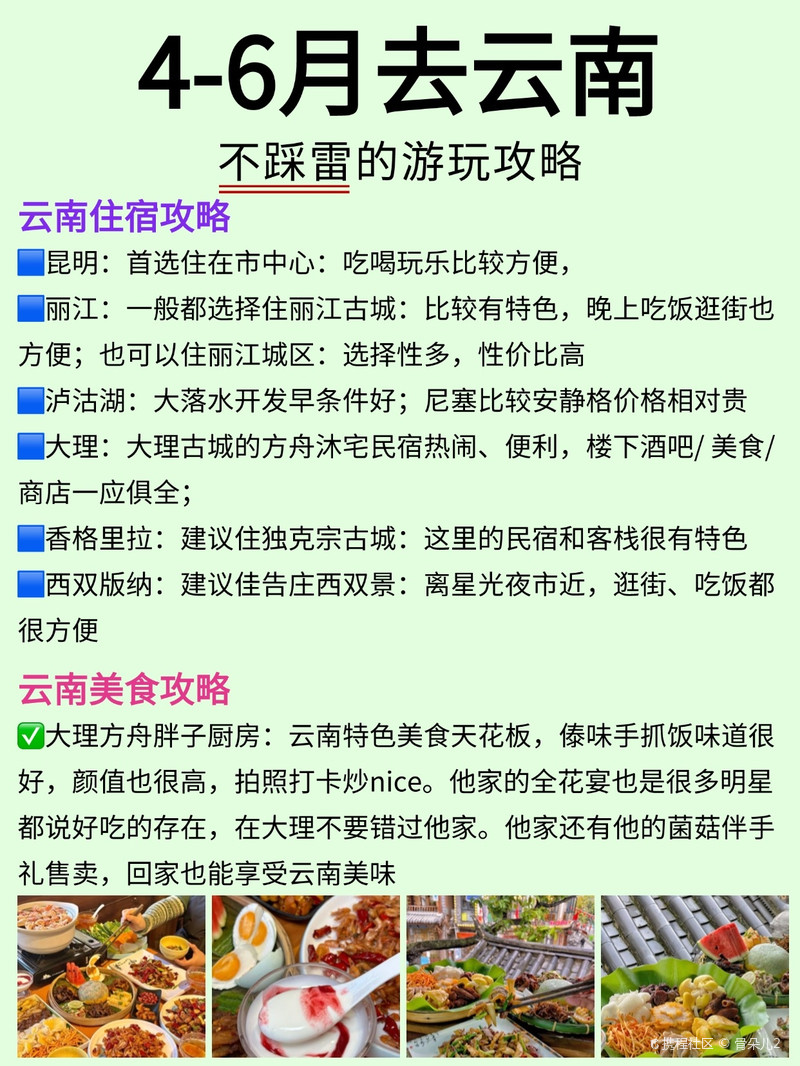 4-6月去云南
不踩雷的游玩攻略
云南住宿攻略
昆明：首选住在市中心：吃喝玩乐比较方便，
丽江：一般都选择住丽江古城：比较有特色，晚上吃饭逛街也
方便；也可以住丽江城区：选择性多，性价比高
泸沽湖：大落水开发早条件好；尼塞比较安静格价格相对贵
大理：大理古城的方舟沐宅民宿热闹、便利，楼下酒吧/ 美食/
商店一应俱全；
香格里拉：建议住独克宗古城：这里的民宿和客栈很有特色
西双版纳：建议佳告庄西双景：离星光夜市近，逛街、吃饭都
很方便
云南美食攻略
✅大理方舟胖子厨房：云南特色美食天花板，傣味手抓饭味道很
好，颜值也很高，拍照打卡炒nice。他家的全花宴也是很多明星
都说好吃的存在，在大理不要错过他家。他家还有他的菌菇伴手
礼售卖，回家也能享受云南美味
携程社区 © 骨朵儿2